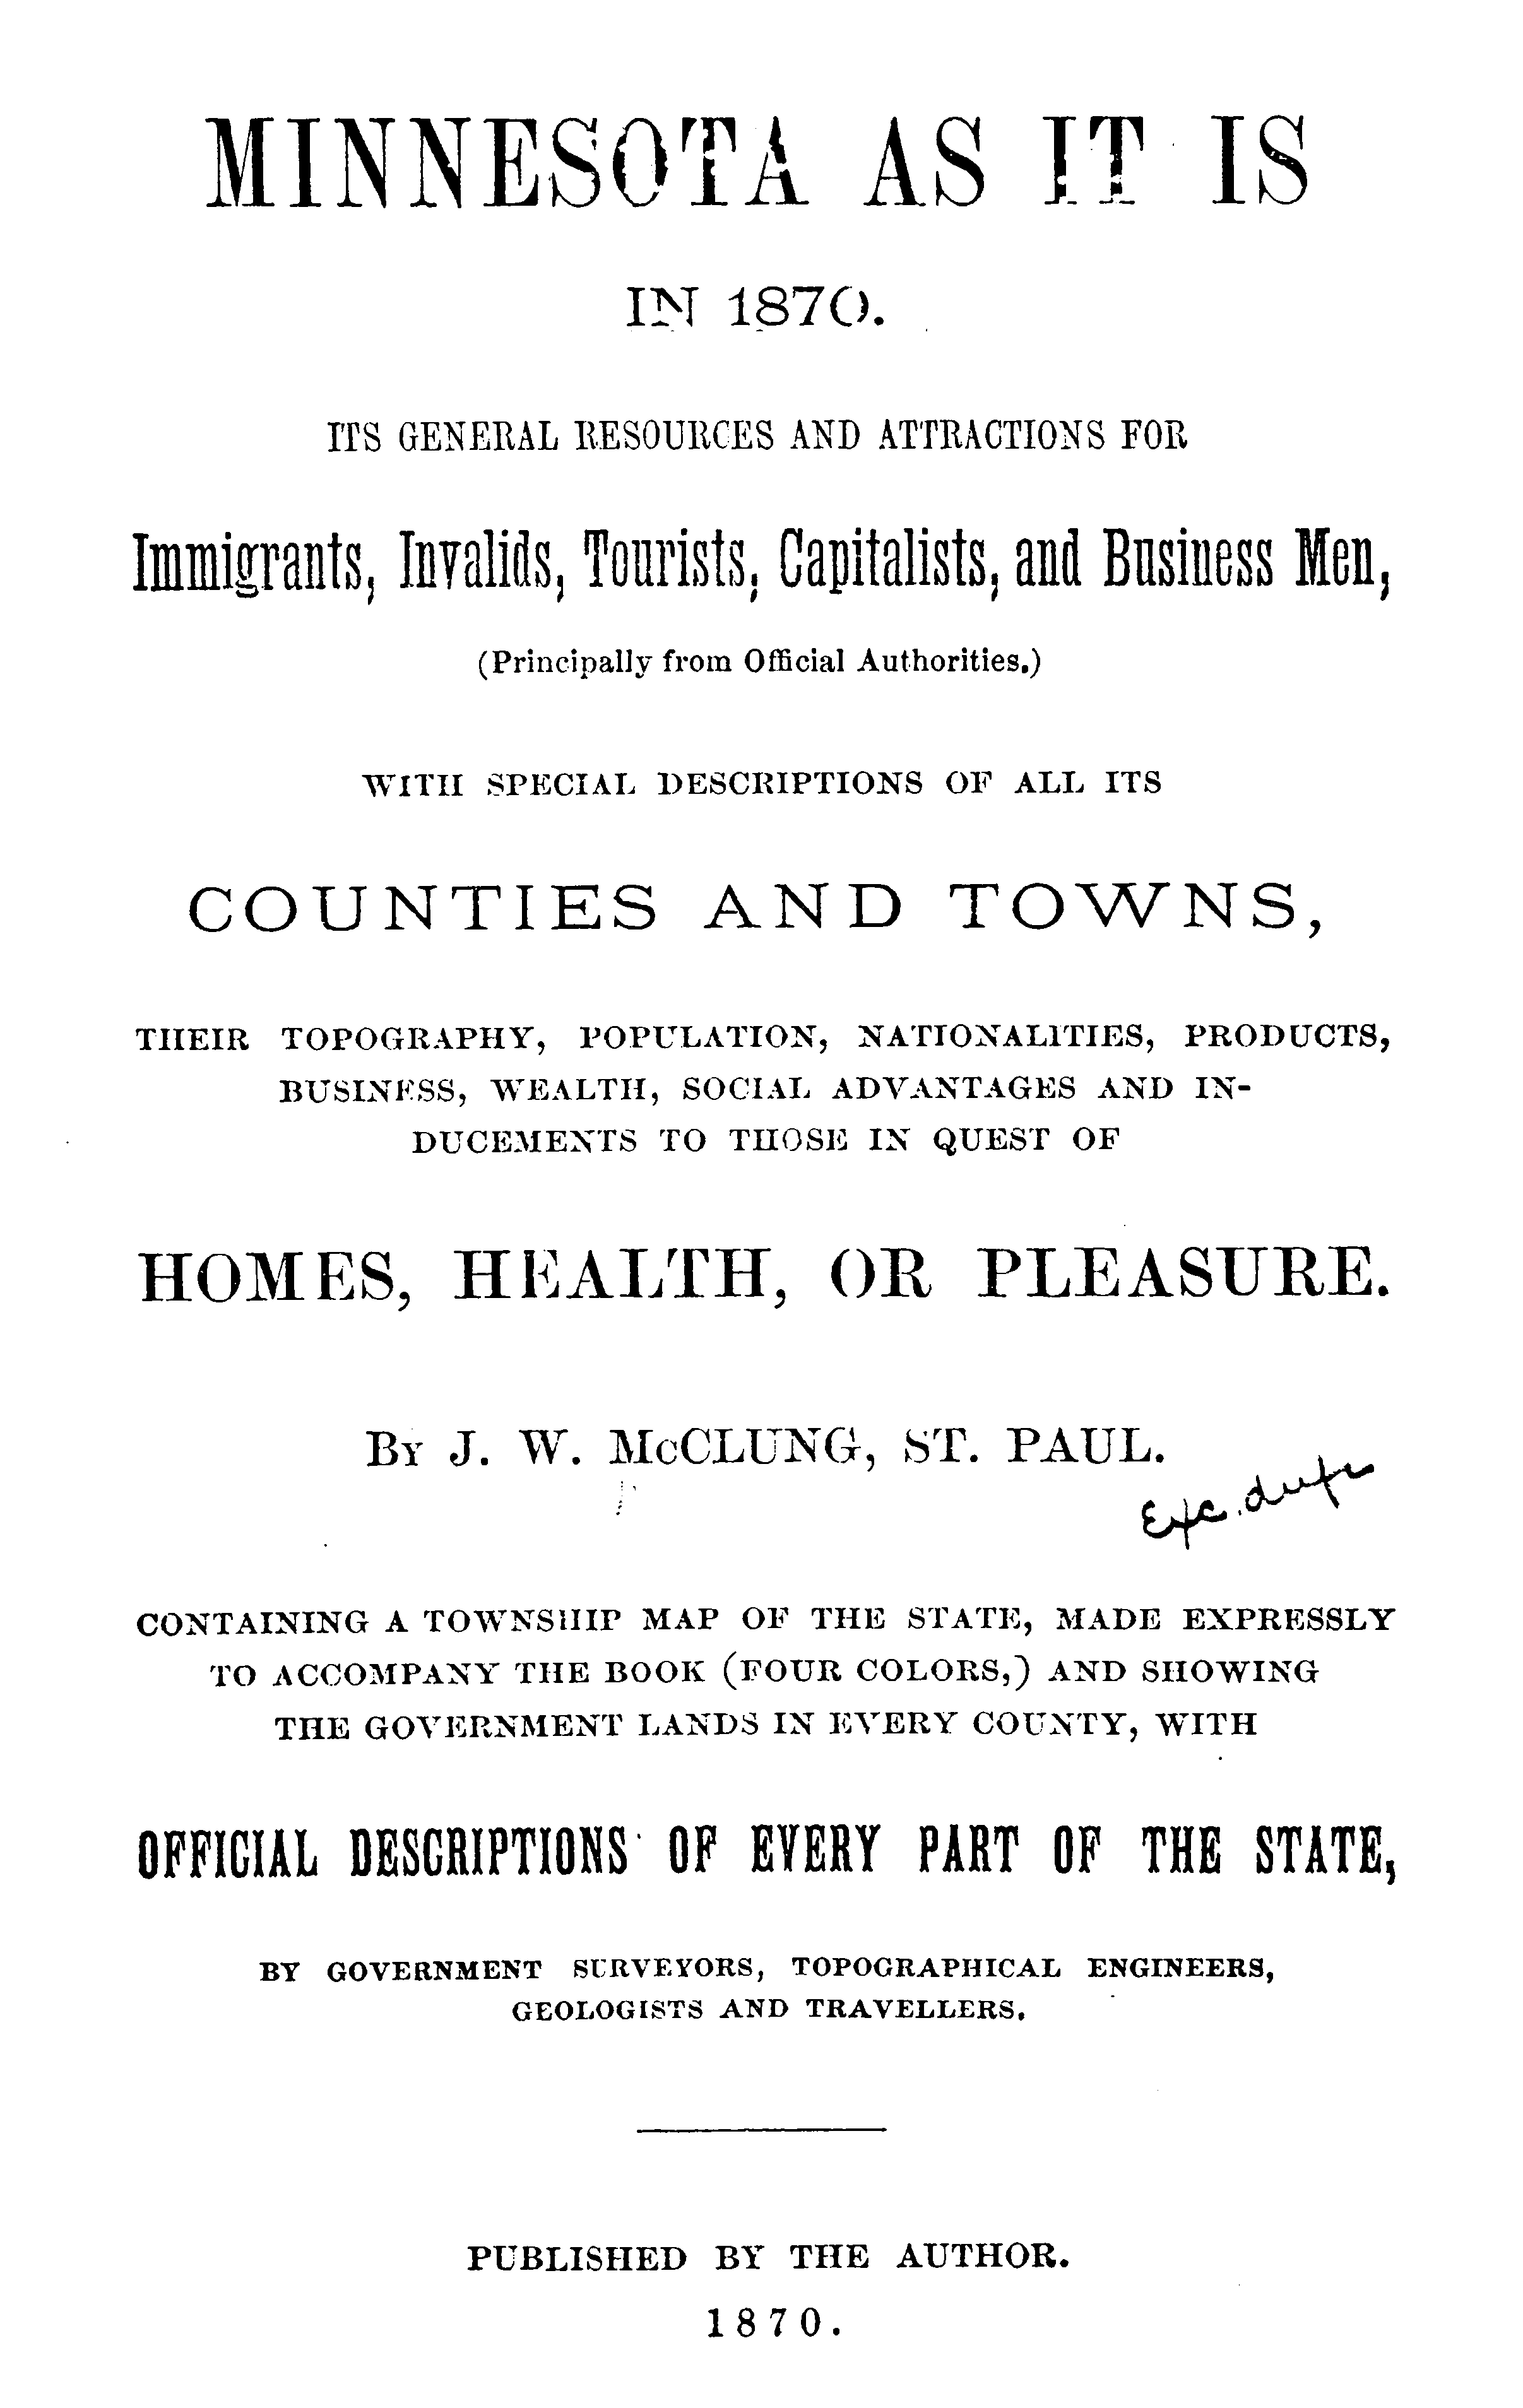 MINNESOTA AS IT IS
IN 1870.
ITS GENERAL RESOURCES AND ATTRACTIONS FOR
Immigrants, Invalids, Tourists, Capitalists, and Business Men,
(Principally from Official Authorities.)
WITH SPECIAL DESCRIPTIONS OF ALL ITS
COUNTIES AND TOWNS,
THEIR TOPOGRAPHY, POPULATION, NATIONALITIES, PRODUCTS,
BUSINESS, WEALTH, SOCIAL ADVANTAGES AND IN-
DUCEMENTS TO THOSE IN QUEST OF
HOMES, HEALTH, OR PLEASURE.
BY J. W. McCLUNG, ST. PAUL.
CONTAINING A TOWNSHIP MAP OF THE STATE, MADE EXPRESSLY
TO ACCOMPANY THE BOOK (FOUR COLORS,) AND SHOWING
THE GOVERNMENT LANDS IN EVERY COUNTY, WITH
OFFICIAL DESCRIPTIONS OF EVERY PART OF THE STATE,
BY GOVERNMENT SURVEYORS, TOPOGRAPHICAL ENGINEERS,
GEOLOGISTS AND TRAVELLERS.
PUBLISHED BY THE AUTHOR.
1870.